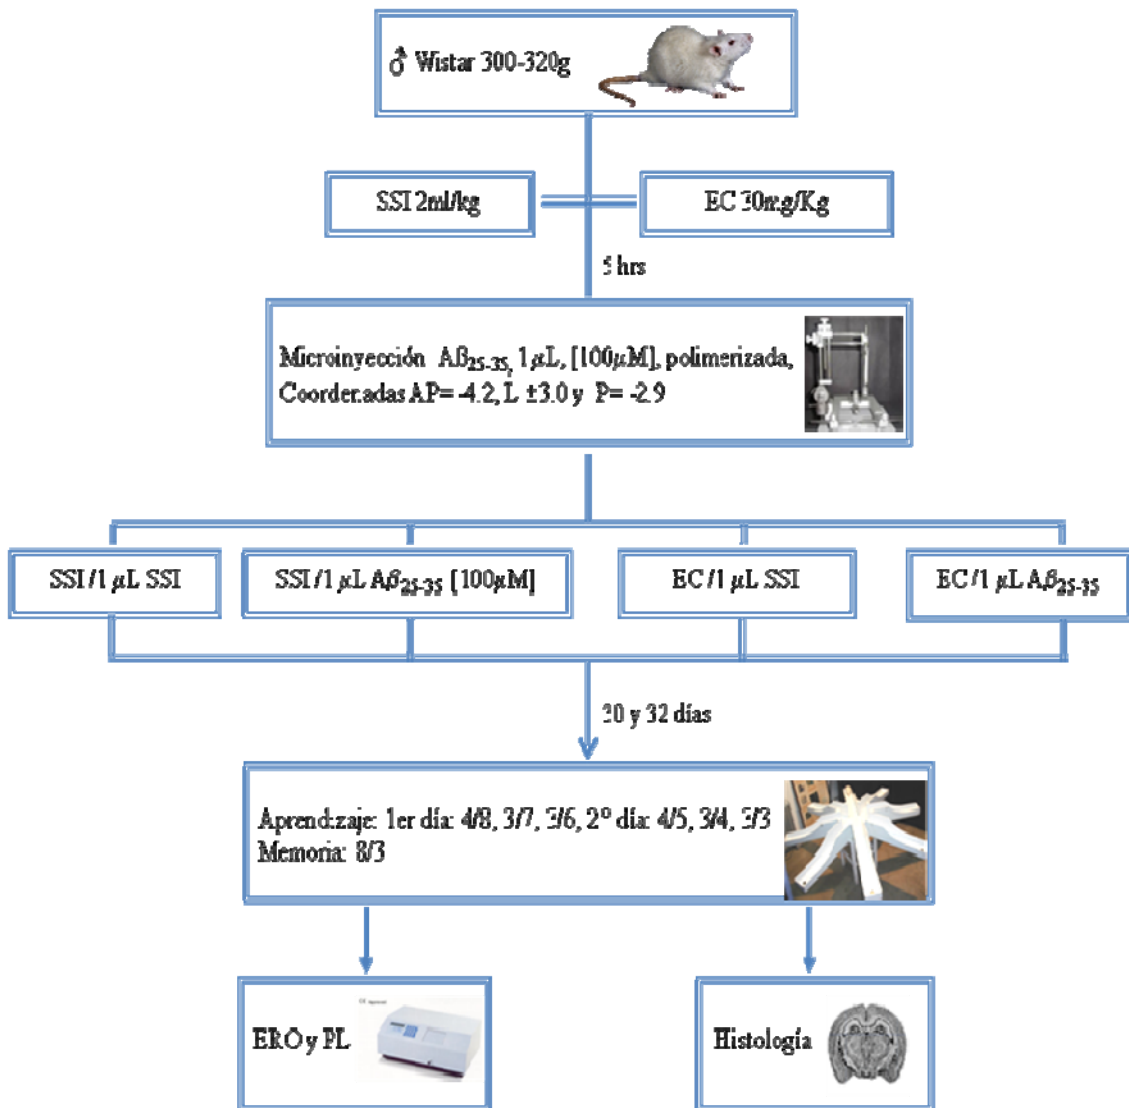 ♂ Wistar 300-320g
SSI 2ml/kg
EC 30mg/Kg
5 hrs
Microinyección Aβ25-35, 1μL, [100μM], polimerizada,
Coordenadas AP= -4.2, L ±3.0 y P= -2.9
SSI/1 μL SSI
SSI/1 μL Aβ25-35 [100μM]
EC/1 μL SSI
EC/1 μL Aβ25-35
30 y 32 días
Aprendizaje: 1er día: 4/8, 3/7, 3/6, 2º día: 4/5, 3/4, 3/3
Memoria: 8/3
ERO y PL
Histología